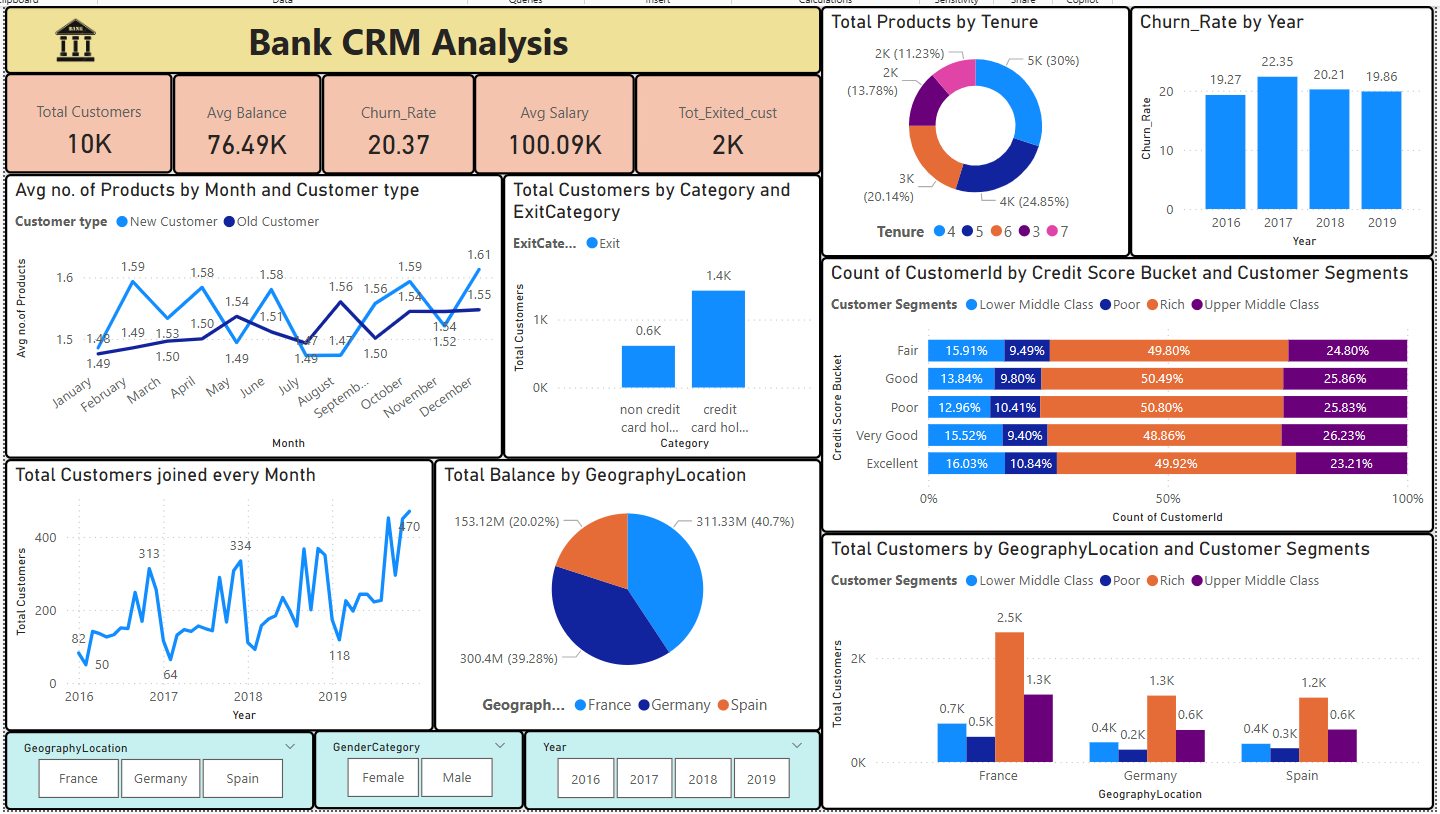 Data
Queries
Insert
Calculations
Sensitivity
Share
Copilot
BANK
Bank CRM Analysis
Total Customers
10K
Avg Balance
76.49K
Churn_Rate
20.37
Avg Salary
100.09K
Tot_Exited_cust
2K
Avg no. of Products by Month and Customer type
Customer type New Customer Old Customer
Avg no.of Products
1.6
1.5
1.48
1.49
1.59
1.49
1.53
1.50
1.58
1.50
1.54
1.49
1.58
1.51
1.49
1.56
1.47
1.56
1.50
1.59
1.54
1.54
1.52
1.61
1.55
January
February
March
April
May
June
July
August
Septemb...
October
November
December
Month
Total Customers by Category and
ExitCategory
ExitCate... Exit
Total Customers
1K
0K
0.6K
1.4K
non credit
card hol...
credit
card hol...
Category
Total Customers joined every Month
Total Customers
400
200
0
82
50
313
64
334
118
470
2016 2017 2018 2019
Year
Total Balance by GeographyLocation
153.12M (20.02%)
311.33M (40.7%)
300.4M (39.28%)
Geograph... France Germany Spain
GeographyLocation
France Germany Spain
GenderCategory
Female Male
Year
2016 2017 2018 2019
Total Products by Tenure
2K (11.23%)
5K (30%)
2K
(13.78%)
3K
(20.14%)
4K (24.85%)
Tenure 4 5 6 3 7
Churn_Rate by Year
Churn_Rate
20
10
0
19.27
22.35
20.21
19.86
2016 2017 2018 2019
Year
Count of CustomerId by Credit Score Bucket and Customer Segments
Customer Segments Lower Middle Class Poor Rich Upper Middle Class
Credit Score Bucket
Fair 15.91% 9.49% 49.80% 24.80%
Good 13.84% 9.80% 50.49% 25.86%
Poor 12.96% 10.41% 50.80% 25.83%
Very Good 15.52% 9.40% 48.86% 26.23%
Excellent 16.03% 10.84% 49.92% 23.21%
0% 50% 100%
Count of CustomerId
Total Customers by GeographyLocation and Customer Segments
Customer Segments Lower Middle Class Poor Rich Upper Middle Class
Total Customers
2K
0K
0.7K
0.5K
2.5K
1.3K
0.4K
0.2K
1.3K
0.6K
0.4K
0.3K
1.2K
0.6K
France Germany Spain
GeographyLocation